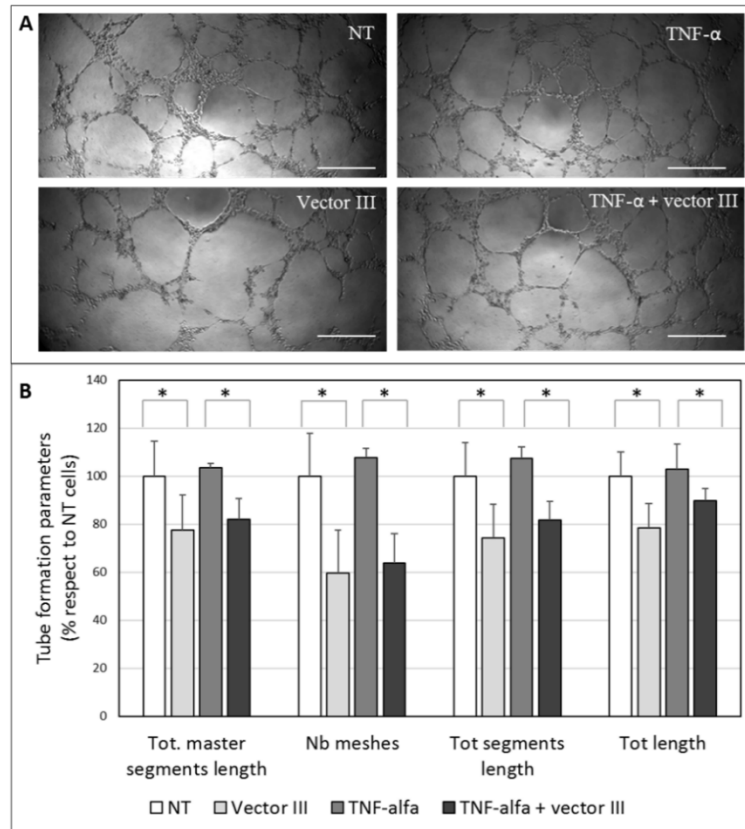 A
NT
TNF-α
Vector III
TNF-α + vector III
B
Tube formation parameters
(% respect to NT cells)
140
120
100
80
60
40
20
0
* * * * * * * *
Tot. master
segments length
Nb meshes
Tot segments
length
Tot length
NT Vector III TNF-alfa TNF-alfa + vector III